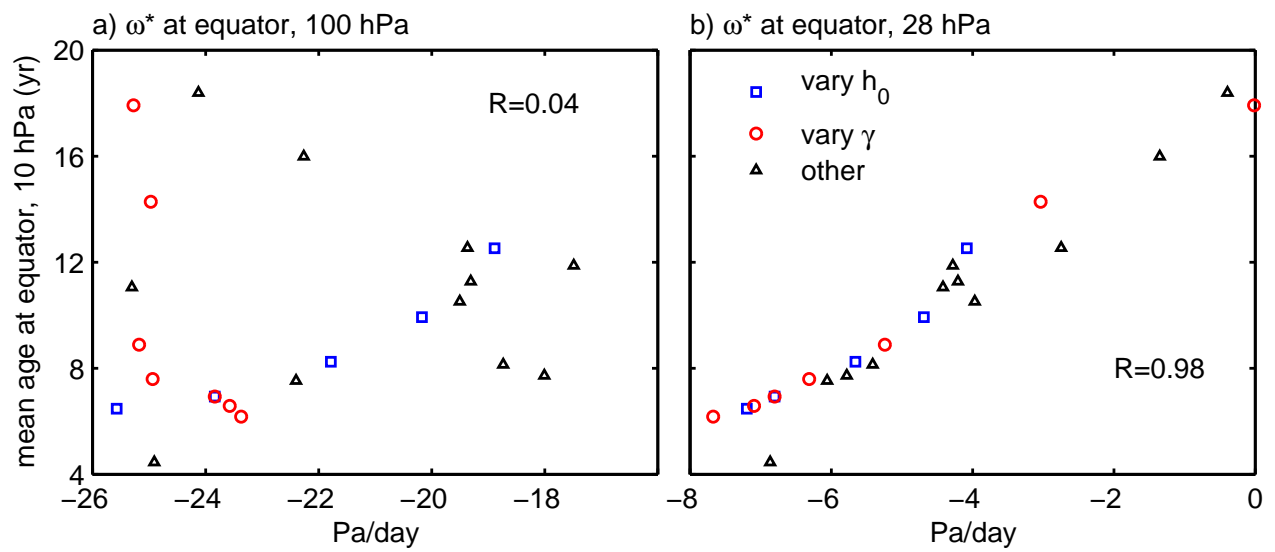 a) ω* at equator, 100 hPa
b) ω* at equator, 28 hPa
mean age at equator, 10 hPa (yr)
20
16
12
8
4
R=0.04
−26
−24
−22
−20
−18
Pa/day
vary h₀
vary γ
other
R=0.98
−8
−6
−4
−2
0
Pa/day